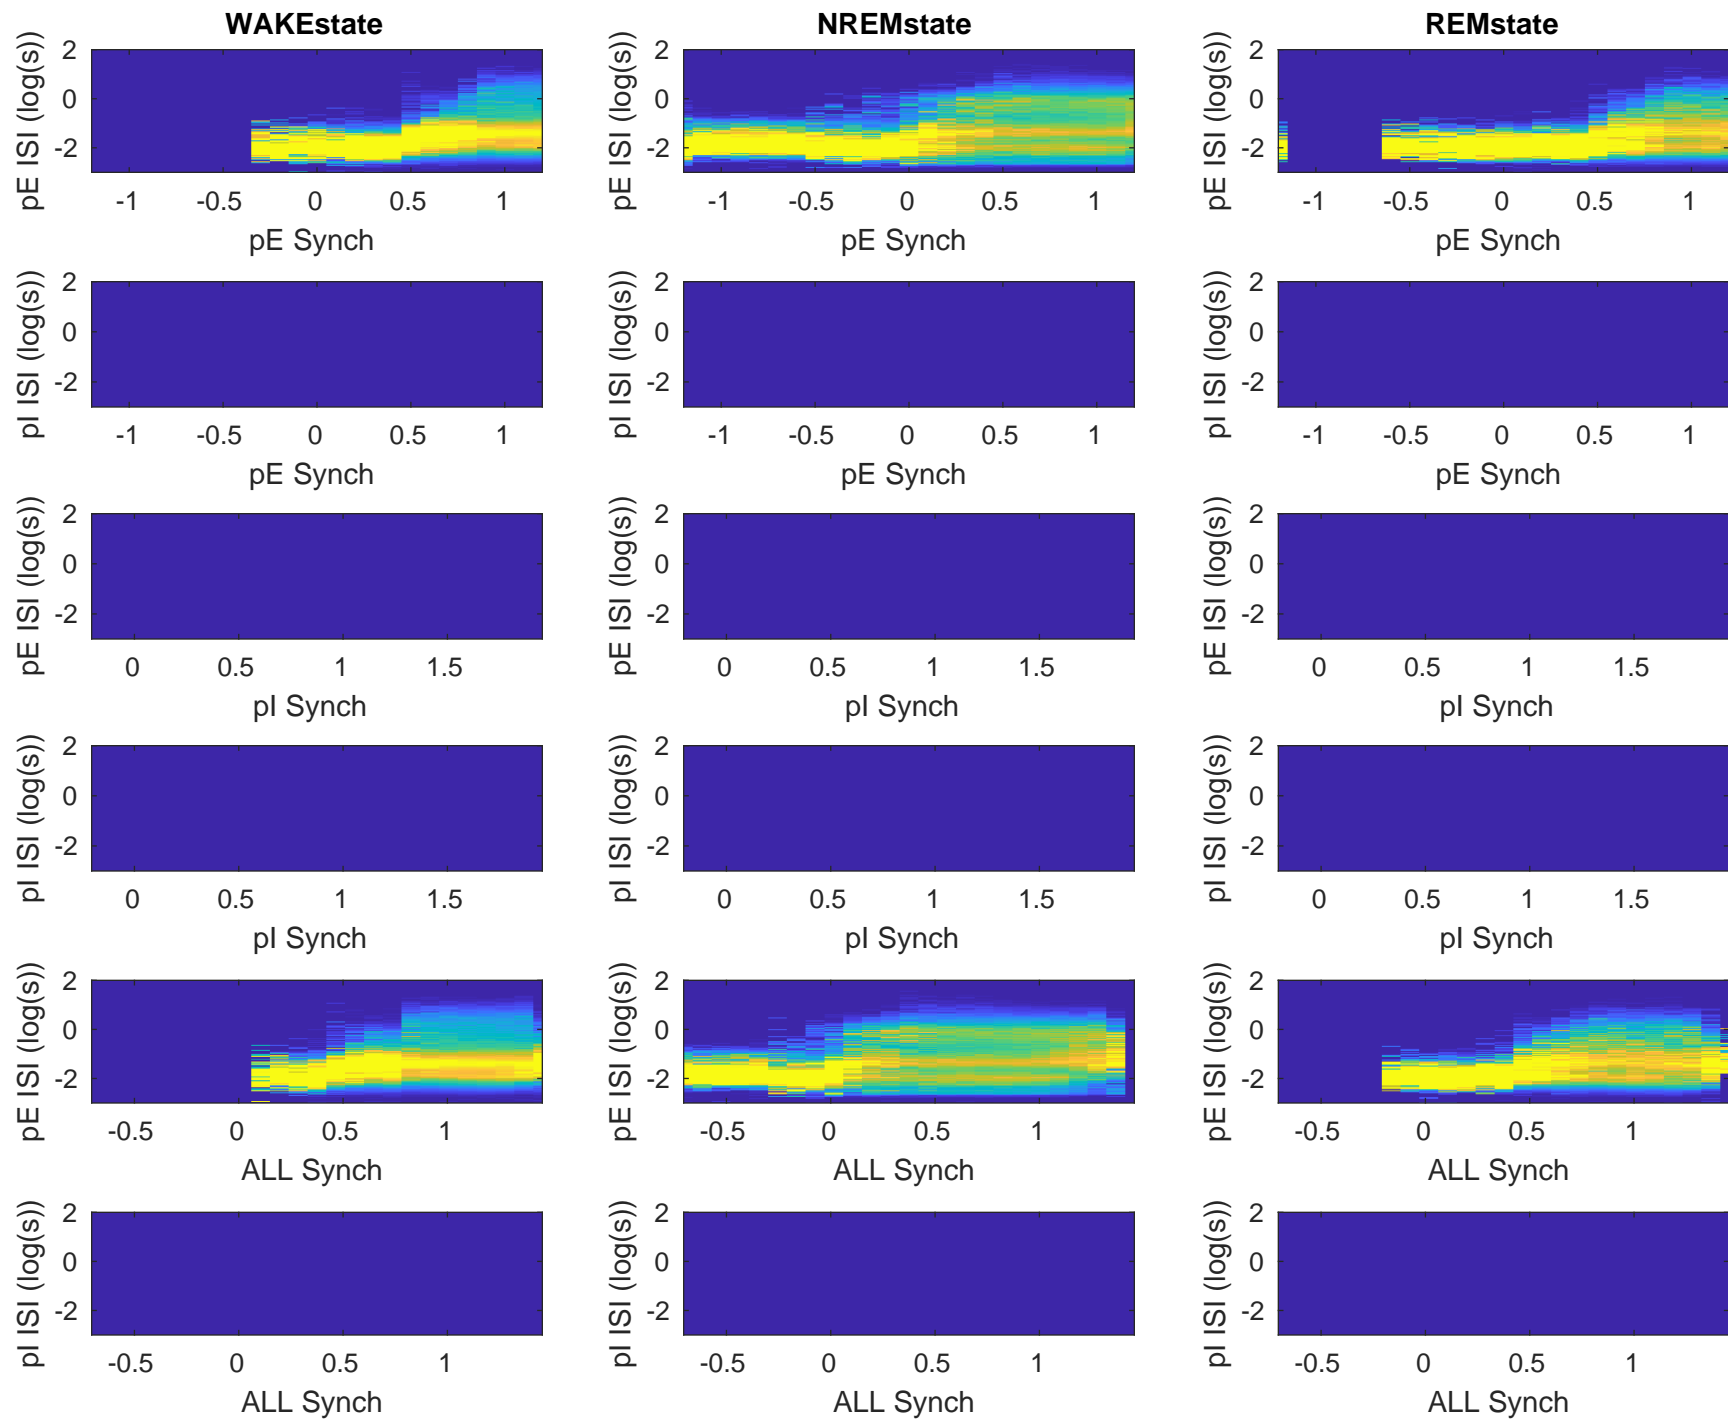 WAKEstate NREMstate REMstate
pE ISI (log(s)) 2 0 -2 pE ISI (log(s)) 2 0 -2 pE ISI (log(s)) 2 0 -2
-1 -0.5 0 0.5 1 -1 -0.5 0 0.5 1 -1 -0.5 0 0.5 1
pE Synch pE Synch pE Synch
pI ISI (log(s)) 2 0 -2 pI ISI (log(s)) 2 0 -2 pI ISI (log(s)) 2 0 -2
-1 -0.5 0 0.5 1 -1 -0.5 0 0.5 1 -1 -0.5 0 0.5 1
pE Synch pE Synch pE Synch
pE ISI (log(s)) 2 0 -2 pE ISI (log(s)) 2 0 -2 pE ISI (log(s)) 2 0 -2
0 0.5 1 1.5 0 0.5 1 1.5 0 0.5 1 1.5
pI Synch pI Synch pI Synch
pI ISI (log(s)) 2 0 -2 pI ISI (log(s)) 2 0 -2 pI ISI (log(s)) 2 0 -2
0 0.5 1 1.5 0 0.5 1 1.5 0 0.5 1 1.5
pI Synch pI Synch pI Synch
pE ISI (log(s)) 2 0 -2 pE ISI (log(s)) 2 0 -2 pE ISI (log(s)) 2 0 -2
-0.5 0 0.5 1 -0.5 0 0.5 1 -0.5 0 0.5 1
ALL Synch ALL Synch ALL Synch
pI ISI (log(s)) 2 0 -2 pI ISI (log(s)) 2 0 -2 pI ISI (log(s)) 2 0 -2
-0.5 0 0.5 1 -0.5 0 0.5 1 -0.5 0 0.5 1
ALL Synch ALL Synch ALL Synch